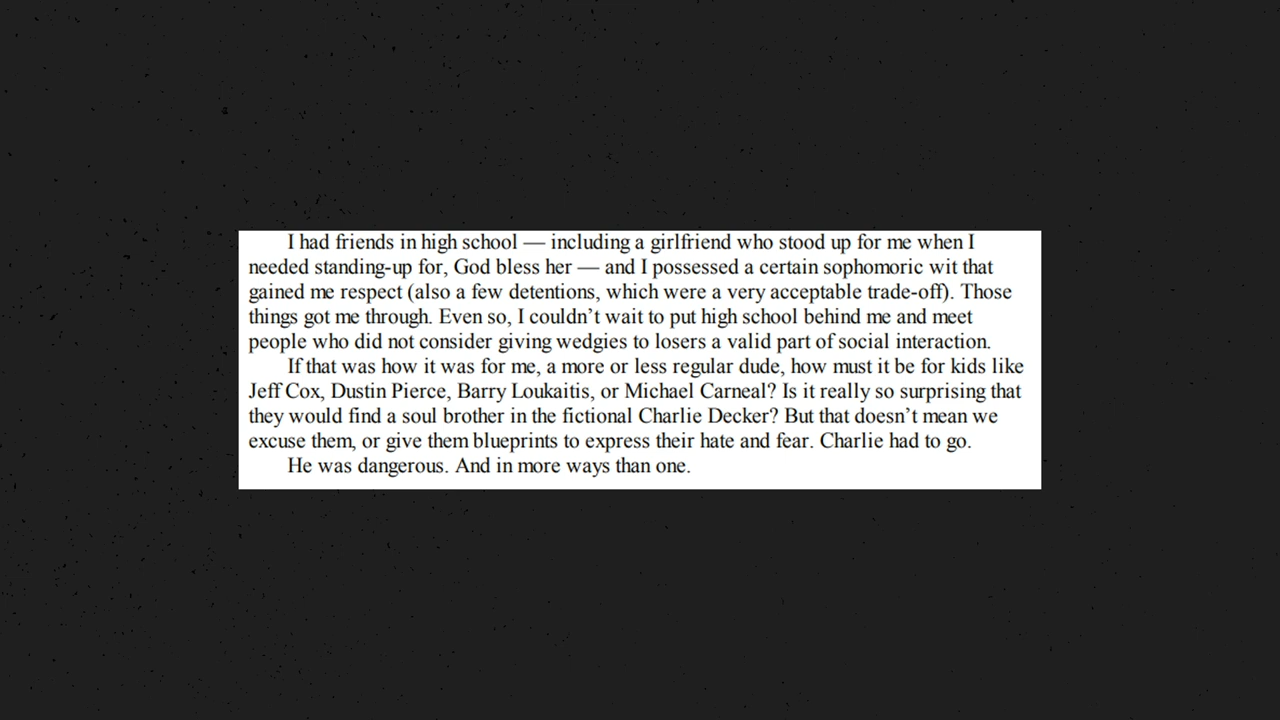 I had friends in high school — including a girlfriend who stood up for me when I
needed standing-up for, God bless her — and I possessed a certain sophomoric wit that
gained me respect (also a few detentions, which were a very acceptable trade-off). Those
things got me through. Even so, I couldn’t wait to put high school behind me and meet
people who did not consider giving wedgies to losers a valid part of social interaction.
If that was how it was for me, a more or less regular dude, how must it be for kids like
Jeff Cox, Dustin Pierce, Barry Loukaitis, or Michael Carneal? Is it really so surprising that
they would find a soul brother in the fictional Charlie Decker? But that doesn’t mean we
excuse them, or give them blueprints to express their hate and fear. Charlie had to go.
He was dangerous. And in more ways than one.